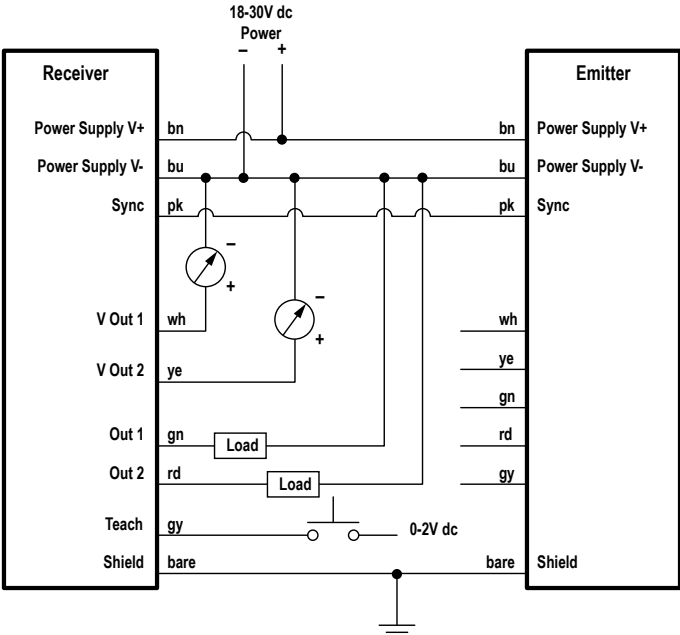 18-30V dc
Power
– +
Receiver
Emitter
Power Supply V+ bn
bn Power Supply V+
Power Supply V- bu
bu Power Supply V-
Sync pk
pk Sync
–
+
–
+
V Out 1 wh
wh
V Out 2 ye
ye
gn
Out 1 gn
Load
rd
Out 2 rd
Load
gy
Teach gy
0-2V dc
Shield bare
bare Shield